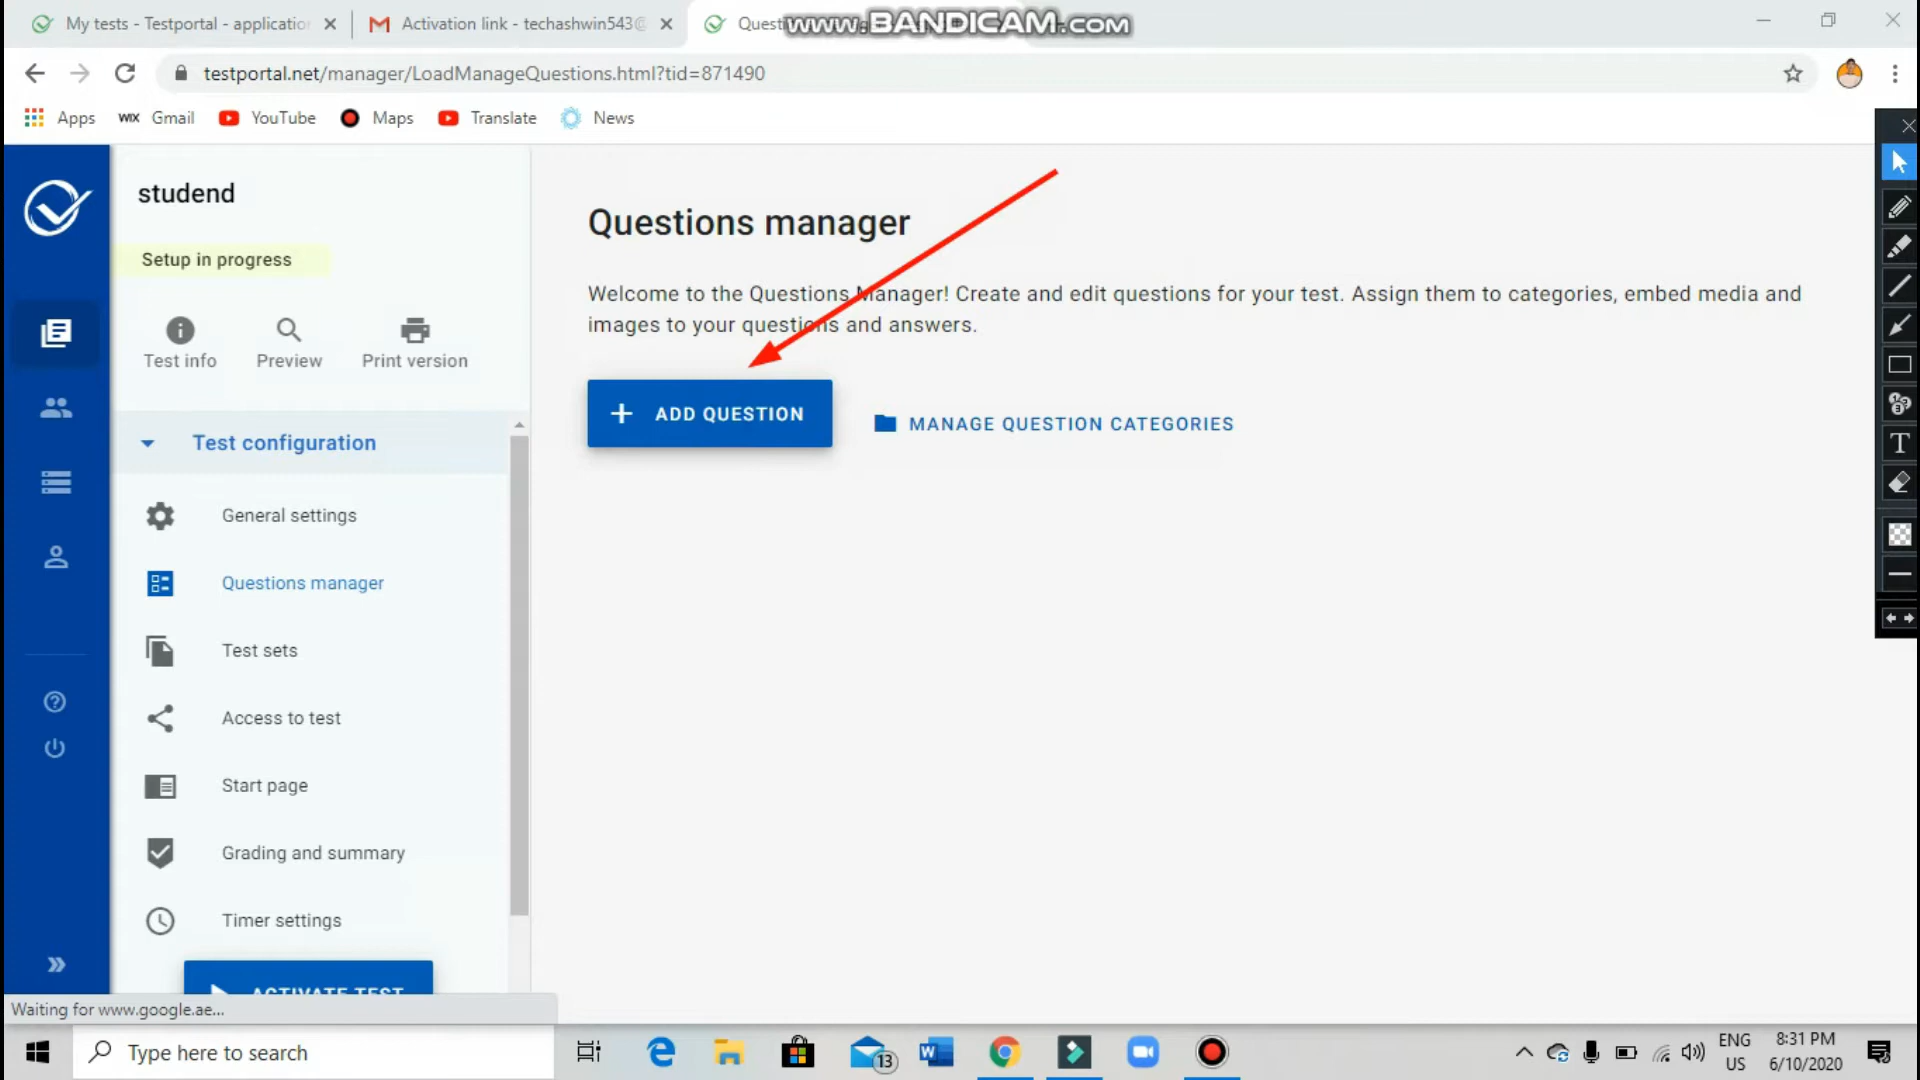 My tests - Testportal - application
Activation link - techashwin543@
Quest
www.BANDICAM.com
testportal.net/manager/LoadManageQuestions.html?tid=871490
Apps
WIX
Gmail
YouTube
Maps
Translate
News
studend
Setup in progress
Test info
Preview
Print version
Test configuration
General settings
Questions manager
Test sets
Access to test
Start page
Grading and summary
Timer settings
ACTIVATE TEST
Questions manager
Welcome to the Questions Manager! Create and edit questions for your test. Assign them to categories, embed media and
images to your questions and answers.
+ ADD QUESTION
MANAGE QUESTION CATEGORIES
Waiting for www.google.ae...
Type here to search
13
ENG
US
8:31 PM
6/10/2020